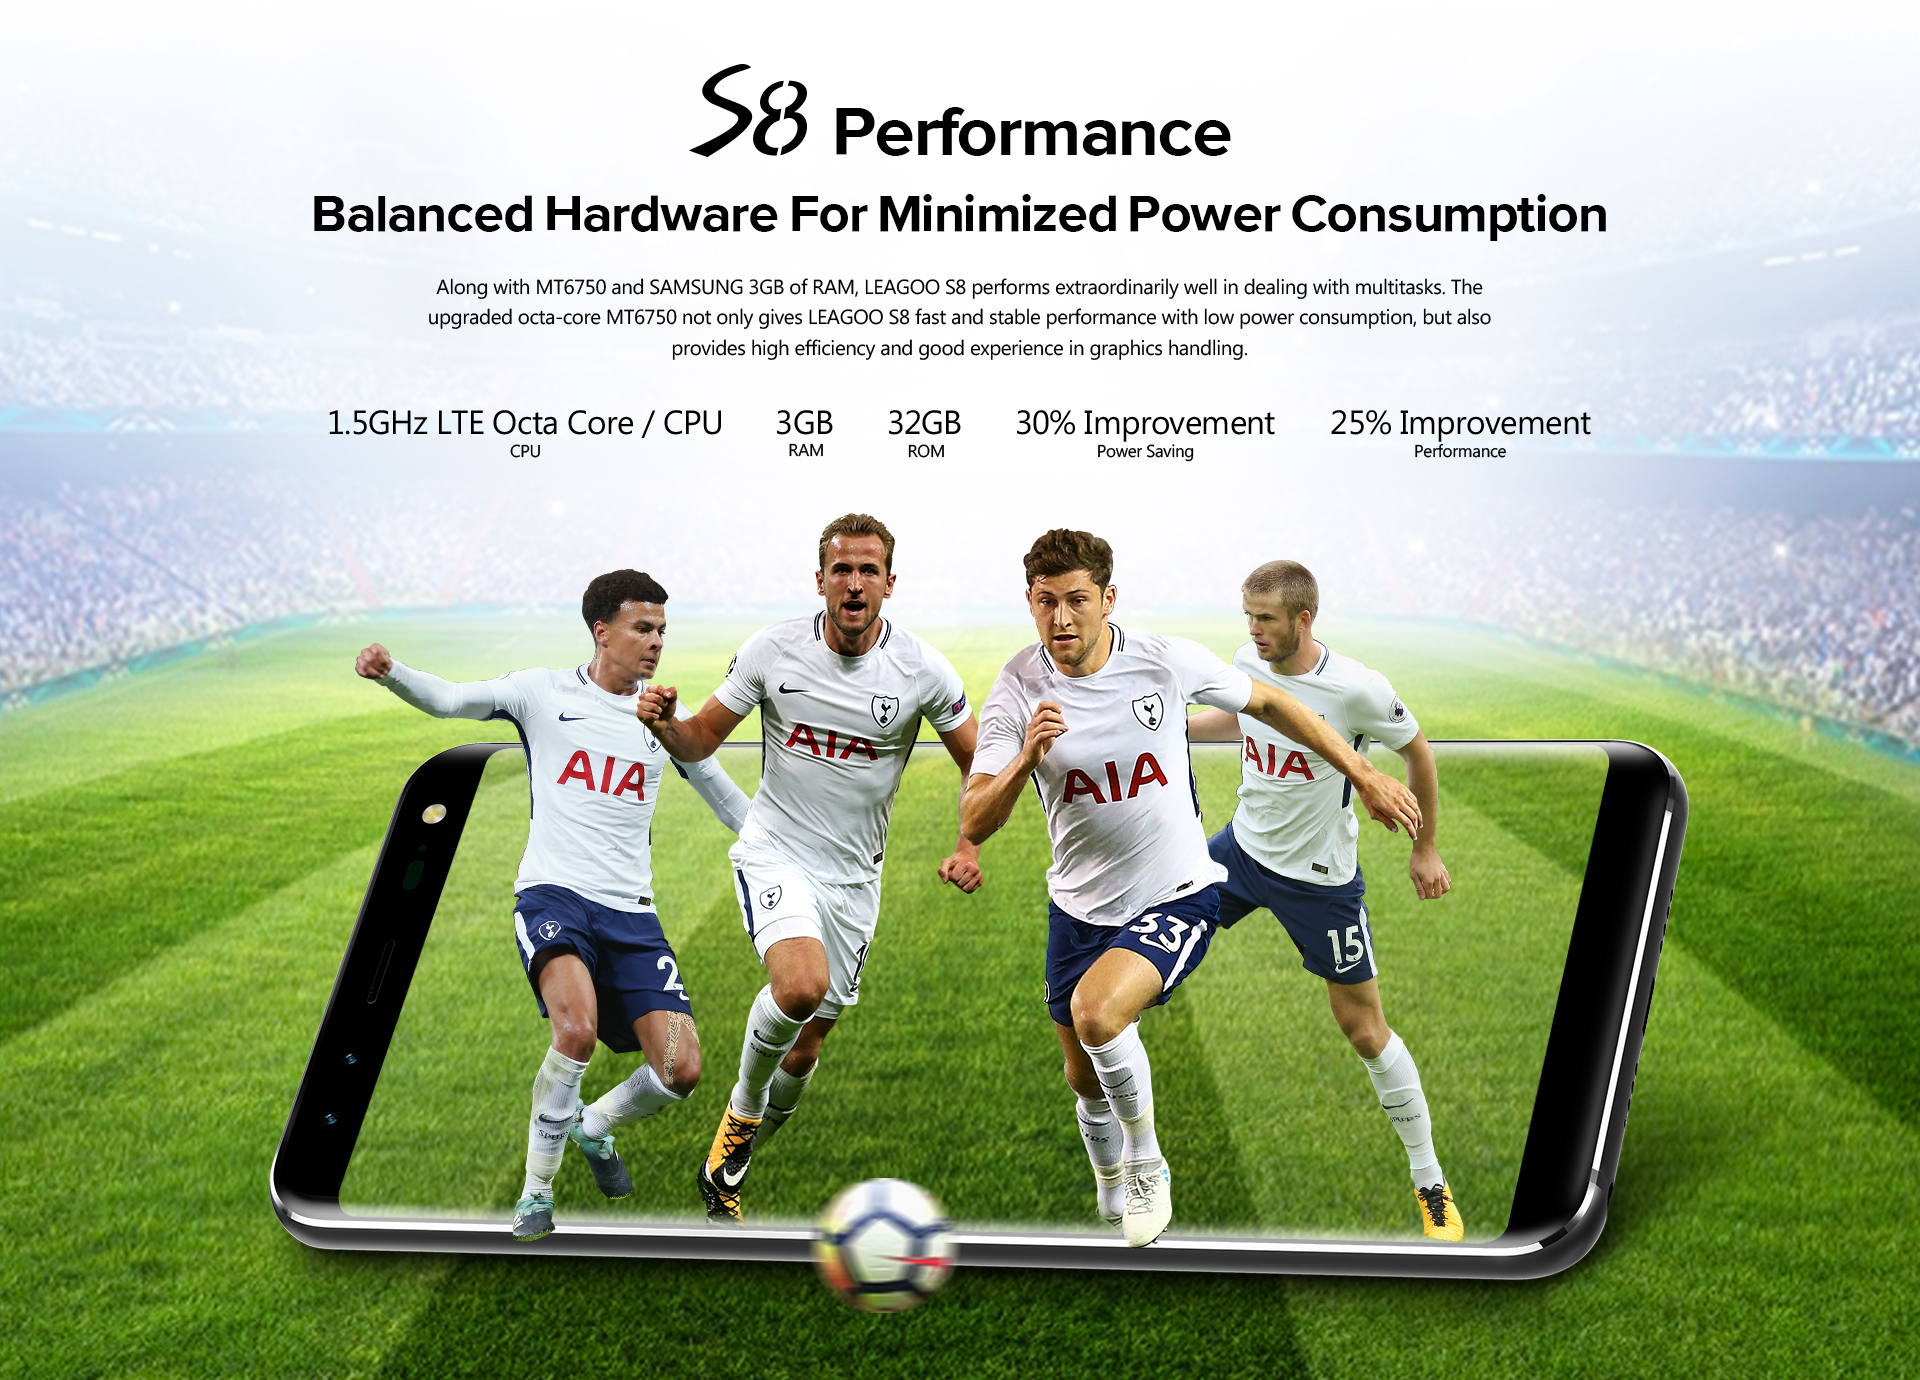 S8 Performance
Balanced Hardware For Minimized Power Consumption
Along with MT6750 and SAMSUNG 3GB of RAM, LEAGOO S8 performs extraordinarily well in dealing with multitasks. The
upgraded octa-core MT6750 not only gives LEAGOO S8 fast and stable performance with low power consumption, but also
provides high efficiency and good experience in graphics handling.
1.5GHz LTE Octa Core / CPU
CPU
3GB
RAM
32GB
ROM
30% Improvement
Power Saving
25% Improvement
Performance
AIA
AIA
AIA
AIA
2
1
33
15
SPURS
SPURS